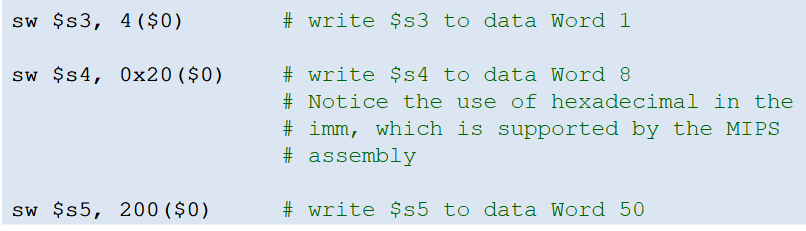 sw $s3, 4($0) # write $s3 to data Word 1
sw $s4, 0x20($0) # write $s4 to data Word 8
# Notice the use of hexadecimal in the
# imm, which is supported by the MIPS
# assembly
sw $s5, 200($0) # write $s5 to data Word 50